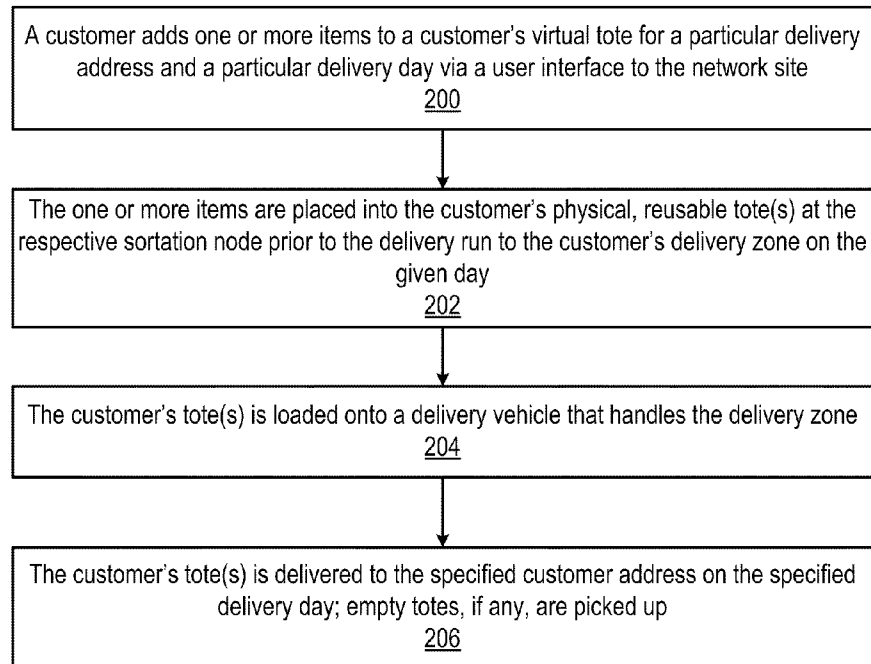 A customer adds one or more items to a customer's virtual tote for a particular delivery
address and a particular delivery day via a user interface to the network site
200
The one or more items are placed into the customer's physical, reusable tote(s) at the
respective sortation node prior to the delivery run to the customer's delivery zone on the
given day
202
The customer's tote(s) is loaded onto a delivery vehicle that handles the delivery zone
204
The customer's tote(s) is delivered to the specified customer address on the specified
delivery day; empty totes, if any, are picked up
206